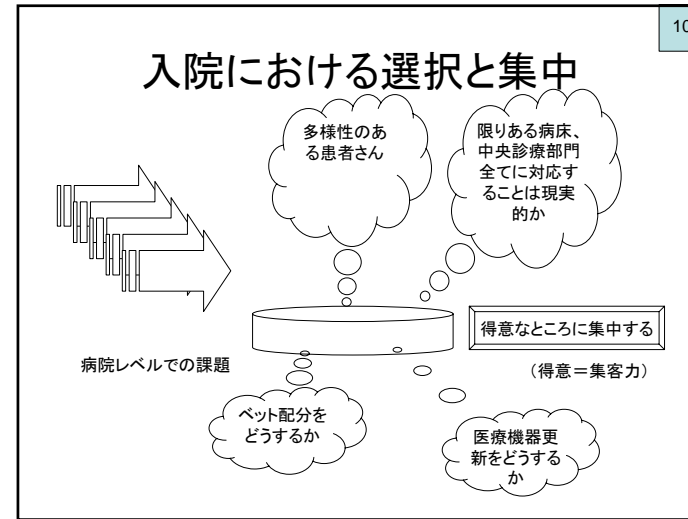 10
入院における選択と集中
多様性のあ
る患者さん
限りある病床、
中央診療部門
全てに対応す
ることは現実
的か
得意なところに集中する
病院レベルでの課題
（得意＝集客力）
ベット配分を
どうするか
医療機器更
新をどうする
か